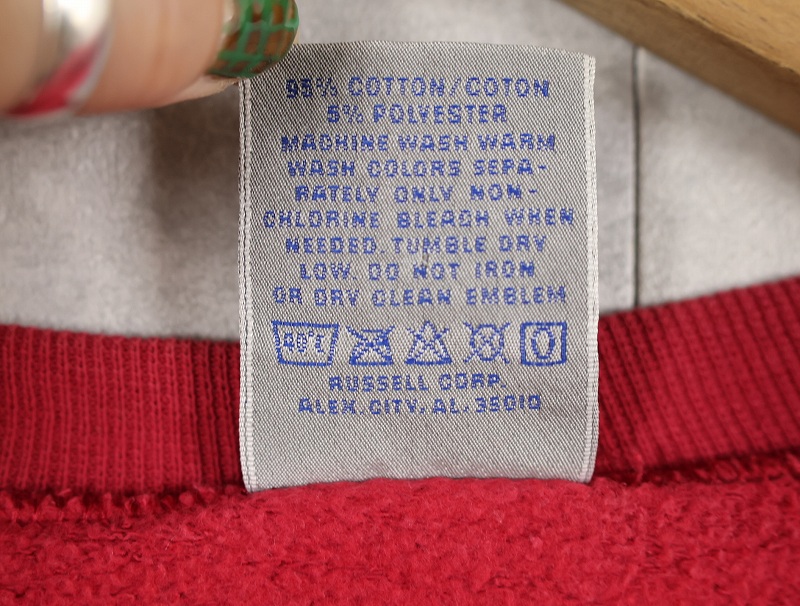 95% COTTON/COTON
5% POLYESTER
MACHINE WASH WARM
WASH COLORS SEPA-
RATELY ONLY NON-
CHLORINE BLEACH WHEN
NEEDED. TUMBLE DRY
LOW. DO NOT IRON
OR DRY CLEAN EMBLEM
40°C
RUSSELL CORP.
ALEX. CITY, AL. 35010